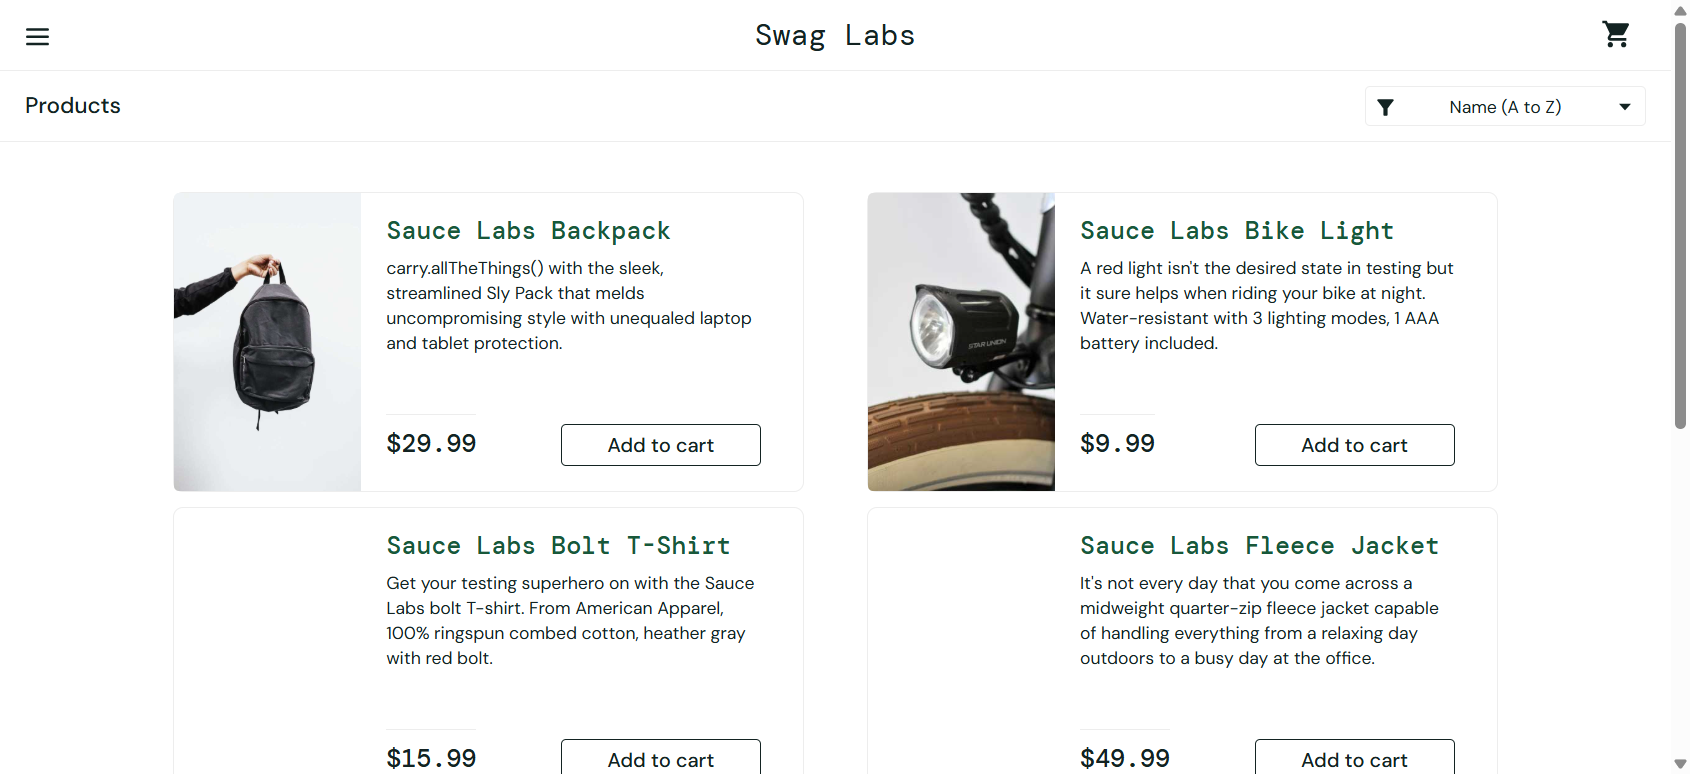 Swag Labs
Products
Name (A to Z)
Sauce Labs Backpack
carry.allTheThings() with the sleek,
streamlined Sly Pack that melds
uncompromising style with unequaled laptop
and tablet protection.
$29.99
Add to cart
Sauce Labs Bike Light
A red light isn't the desired state in testing but
it sure helps when riding your bike at night.
Water-resistant with 3 lighting modes, 1 AAA
battery included.
STAR UNION
$9.99
Add to cart
Sauce Labs Bolt T-Shirt
Get your testing superhero on with the Sauce
Labs bolt T-shirt. From American Apparel,
100% ringspun combed cotton, heather gray
with red bolt.
$15.99
Add to cart
Sauce Labs Fleece Jacket
It's not every day that you come across a
midweight quarter-zip fleece jacket capable
of handling everything from a relaxing day
outdoors to a busy day at the office.
$49.99
Add to cart